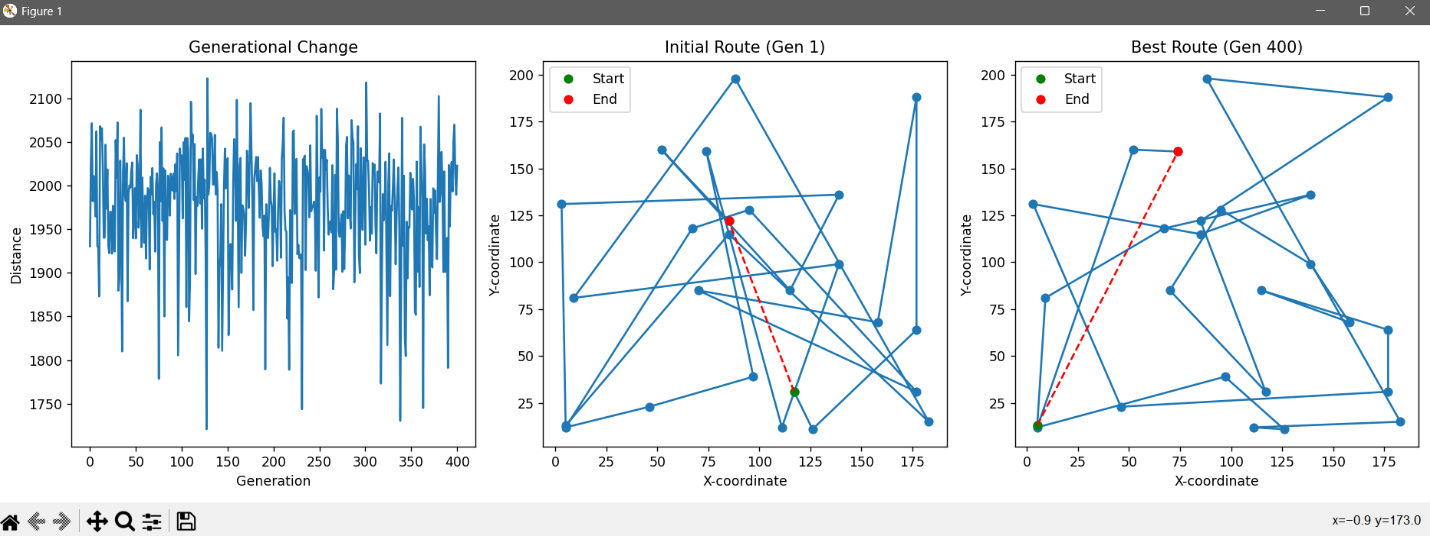 Figure 1
Generational Change
Distance
2100
2050
2000
1950
1900
1850
1800
1750
0 50 100 150 200 250 300 350 400
Generation
Initial Route (Gen 1)
Start
End
Y-coordinate
200
175
150
125
100
75
50
25
0 25 50 75 100 125 150 175
X-coordinate
Best Route (Gen 400)
Start
End
Y-coordinate
200
175
150
125
100
75
50
25
0 25 50 75 100 125 150 175
X-coordinate
x=−0.9 y=173.0